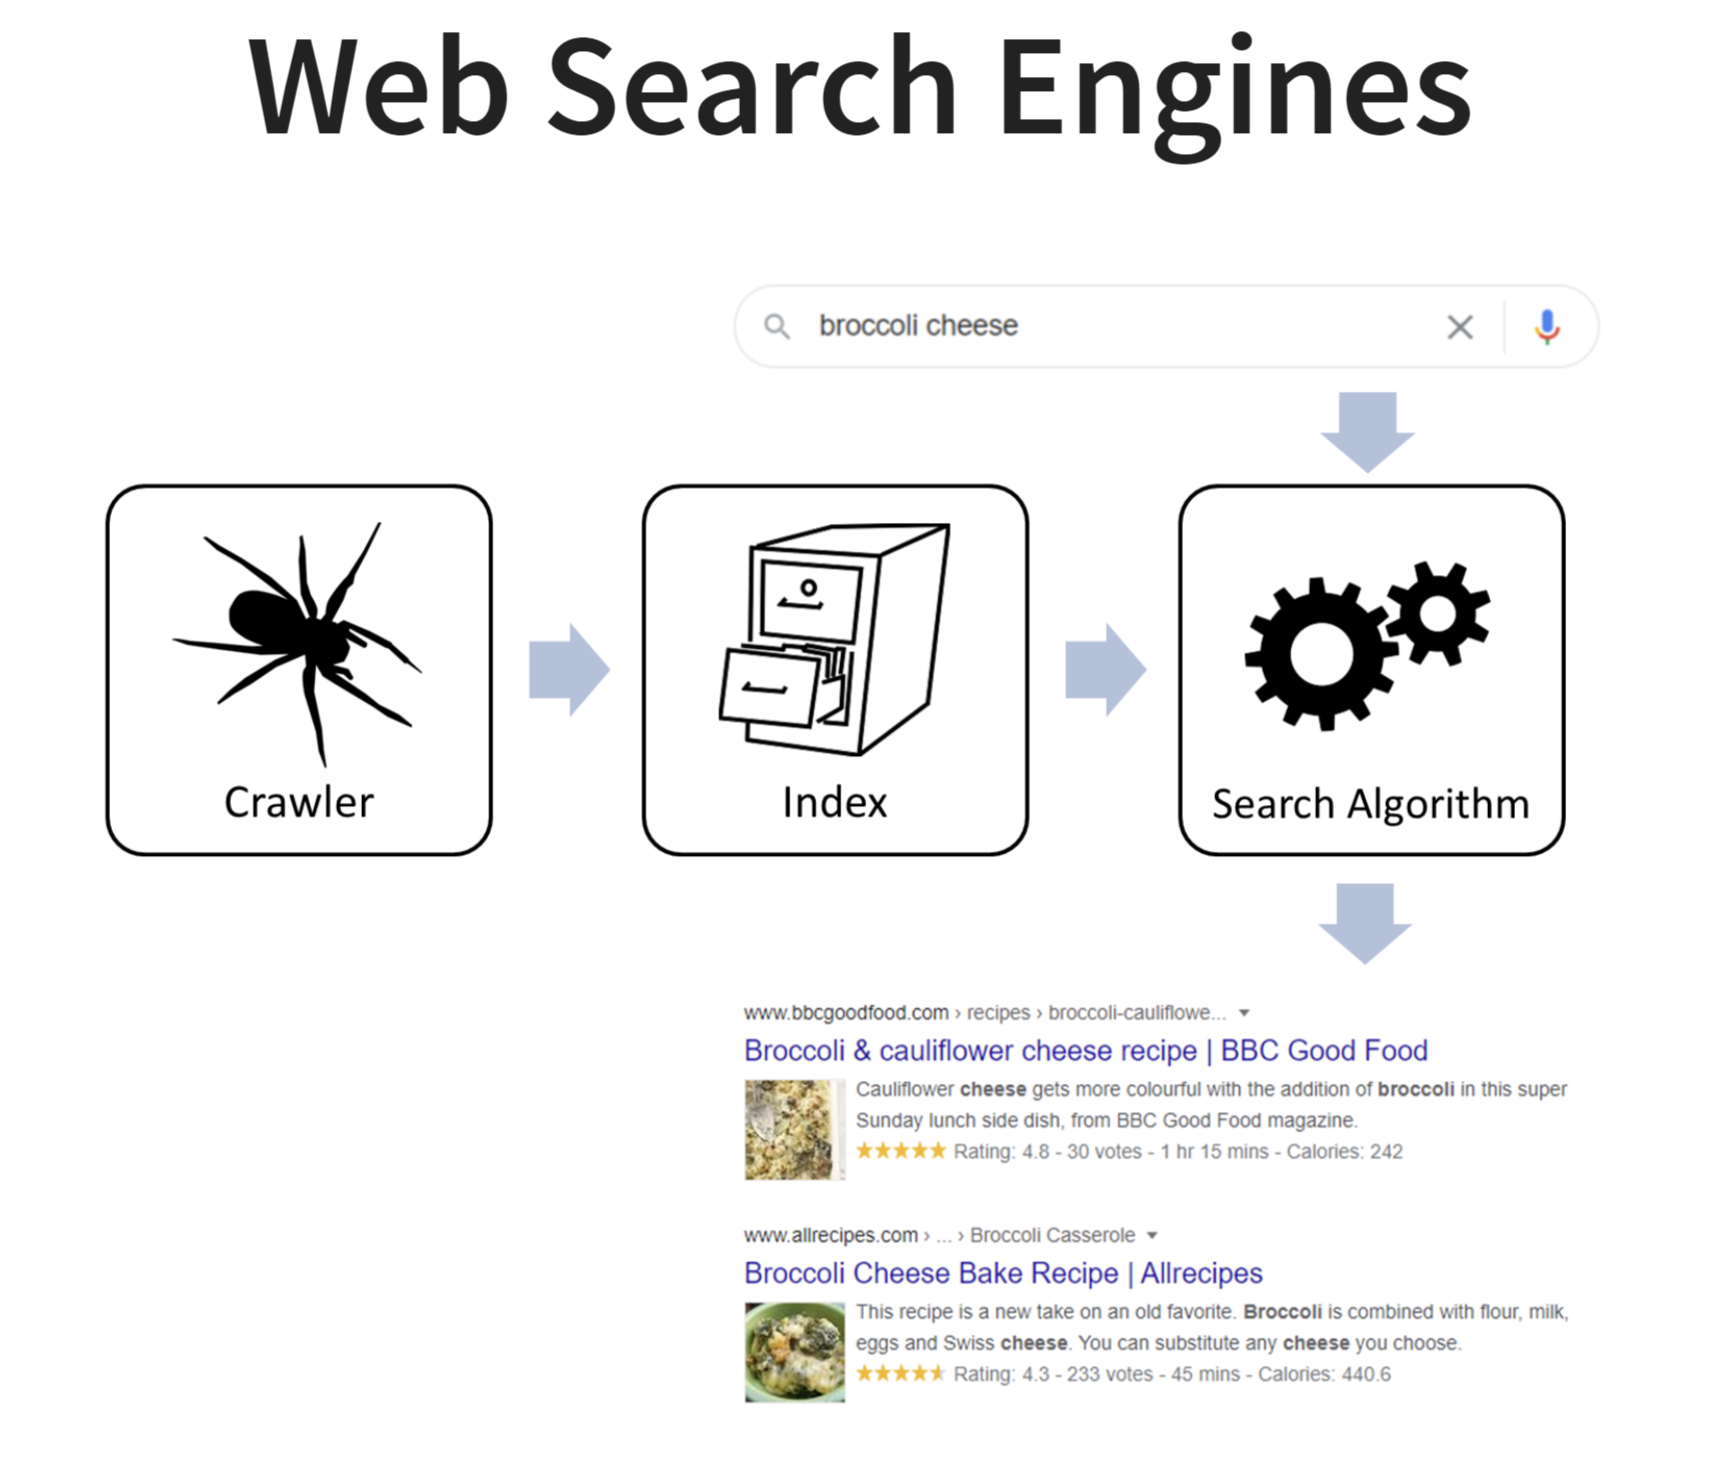 Web Search Engines
broccoli cheese
Crawler
Index
Search Algorithm
www.bbcgoodfood.com › recipes › broccoli-cauliflowe...
Broccoli & cauliflower cheese recipe | BBC Good Food
Cauliflower cheese gets more colourful with the addition of broccoli in this super
Sunday lunch side dish, from BBC Good Food magazine.
Rating: 4.8 - 30 votes - 1 hr 15 mins - Calories: 242
www.allrecipes.com › ... › Broccoli Casserole
Broccoli Cheese Bake Recipe | Allrecipes
This recipe is a new take on an old favorite. Broccoli is combined with flour, milk,
eggs and Swiss cheese. You can substitute any cheese you choose.
Rating: 4.3 - 233 votes - 45 mins - Calories: 440.6